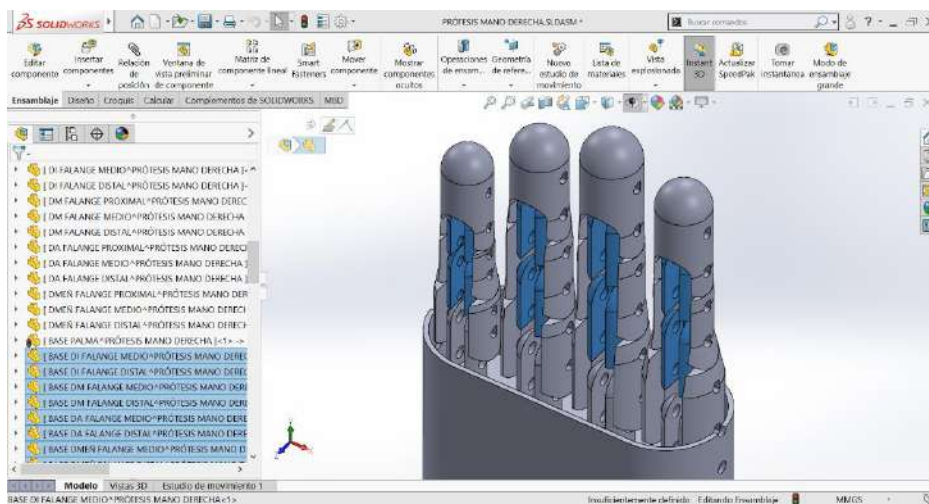 SOLIDWORKS
PRÓTESIS MANO DERECHA.SLDASM *
Buscar comandos
Editar componente
Insertar componentes
Relación de posición
Ventana de vista preliminar de componente
Matriz de componente lineal
Smart Fasteners
Mover componente
Mostrar componentes ocultos
Operaciones de ensam...
Geometría de refere...
Nuevo estudio de movimiento
Lista de materiales
Vista explosionada
Instant 3D
Actualizar SpeedPak
Tomar instantánea
Modo de ensamblaje grande
Ensamblaje Diseño Croquis Calcular Complementos de SOLIDWORKS MBD
[ DI FALANGE MEDIO^PRÓTESIS MANO DERECHA ]-
[ DI FALANGE DISTAL^PRÓTESIS MANO DERECHA ]-
[ DM FALANGE PROXIMAL^PRÓTESIS MANO DEREC
[ DM FALANGE MEDIO^PRÓTESIS MANO DERECHA
[ DM FALANGE DISTAL^PRÓTESIS MANO DERECHA
[ DA FALANGE PROXIMAL^PRÓTESIS MANO DEREC
[ DA FALANGE MEDIO^PRÓTESIS MANO DERECHA ]
[ DA FALANGE DISTAL^PRÓTESIS MANO DERECHA ]
[ DMEÑ FALANGE PROXIMAL^PRÓTESIS MANO DER
[ DMEÑ FALANGE MEDIO^PRÓTESIS MANO DERECH
[ DMEÑ FALANGE DISTAL^PRÓTESIS MANO DERECH
[ BASE PALMA^PRÓTESIS MANO DERECHA ]<1> ->
[ BASE DI FALANGE MEDIO^PRÓTESIS MANO DEREC
[ BASE DI FALANGE DISTAL^PRÓTESIS MANO DEREC
[ BASE DM FALANGE MEDIO^PRÓTESIS MANO DER
[ BASE DM FALANGE DISTAL^PRÓTESIS MANO DERE
[ BASE DA FALANGE MEDIO^PRÓTESIS MANO DERE
[ BASE DA FALANGE DISTAL^PRÓTESIS MANO DERE
[ BASE DMEÑ FALANGE MEDIO^PRÓTESIS MANO D
Modelo Vistas 3D Estudio de movimiento 1
BASE DI FALANGE MEDIO^PRÓTESIS MANO DERECHA<1>
Insuficientemente definido Editando Ensamblaje MMGS